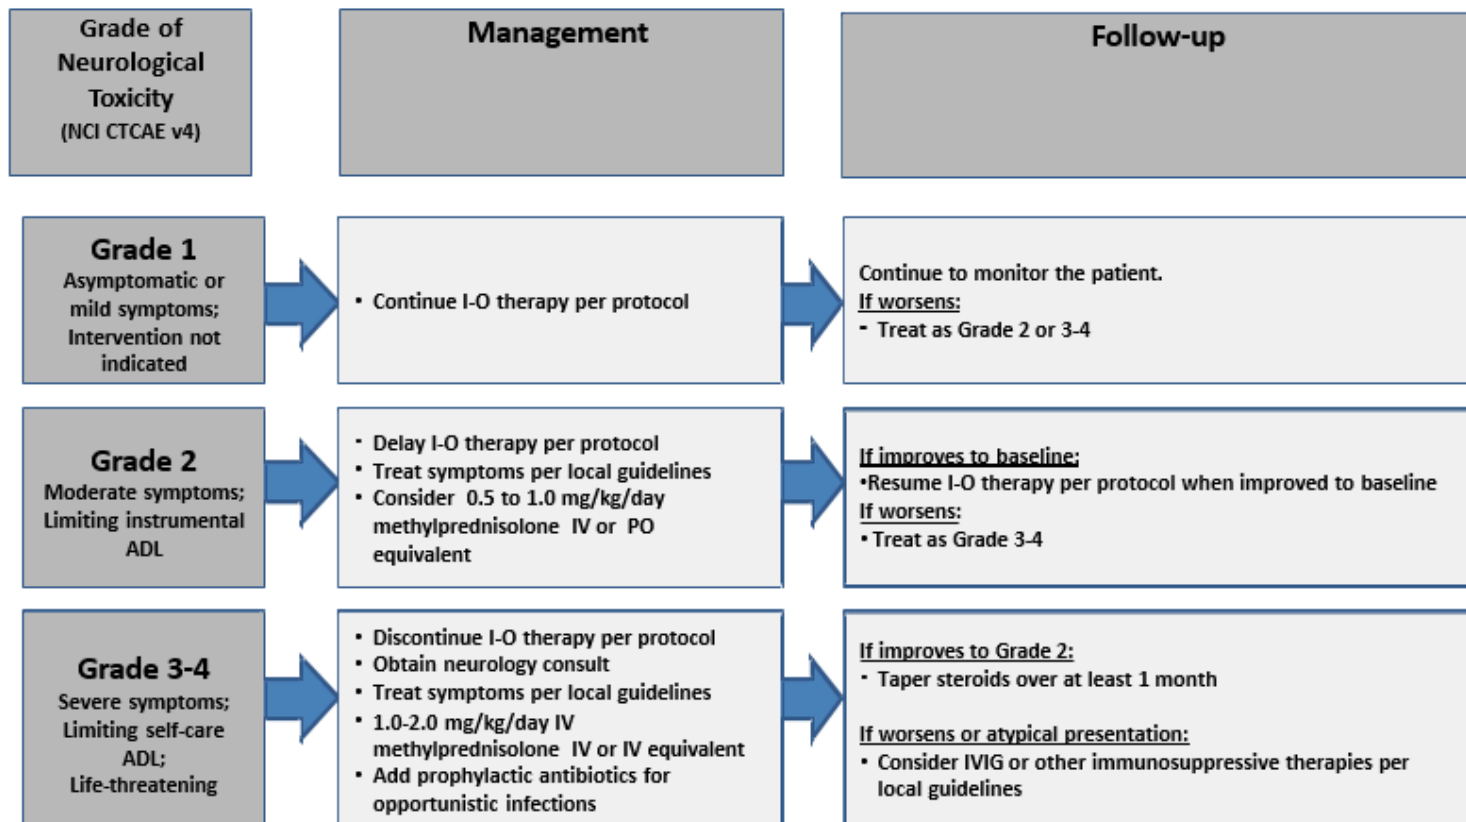 Grade of
Neurological
Toxicity
(NCI CTCAE v4)
Management
Follow-up
Grade 1
Asymptomatic or
mild symptoms;
Intervention not
indicated
• Continue I-O therapy per protocol
Continue to monitor the patient.
If worsens:
- Treat as Grade 2 or 3-4
Grade 2
Moderate symptoms;
Limiting instrumental
ADL
• Delay I-O therapy per protocol
• Treat symptoms per local guidelines
• Consider 0.5 to 1.0 mg/kg/day
methylprednisolone IV or PO
equivalent
If improves to baseline:
•Resume I-O therapy per protocol when improved to baseline
If worsens:
• Treat as Grade 3-4
Grade 3-4
Severe symptoms;
Limiting self-care
ADL;
Life-threatening
• Discontinue I-O therapy per protocol
• Obtain neurology consult
• Treat symptoms per local guidelines
• 1.0-2.0 mg/kg/day IV
methylprednisolone IV or IV equivalent
• Add prophylactic antibiotics for
opportunistic infections
If improves to Grade 2:
• Taper steroids over at least 1 month
If worsens or atypical presentation:
• Consider IVIG or other immunosuppressive therapies per
local guidelines